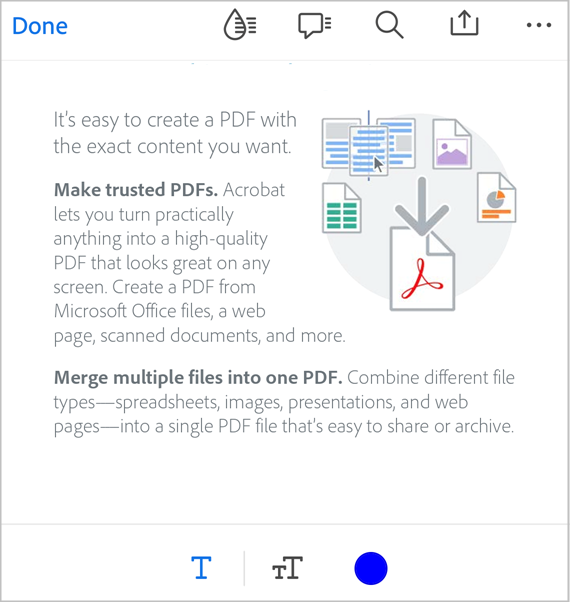 Done
It's easy to create a PDF with
the exact content you want.
Make trusted PDFs. Acrobat
lets you turn practically
anything into a high-quality
PDF that looks great on any
screen. Create a PDF from
Microsoft Office files, a web
page, scanned documents, and more.
Merge multiple files into one PDF. Combine different file
types—spreadsheets, images, presentations, and web
pages—into a single PDF file that's easy to share or archive.
T
TT